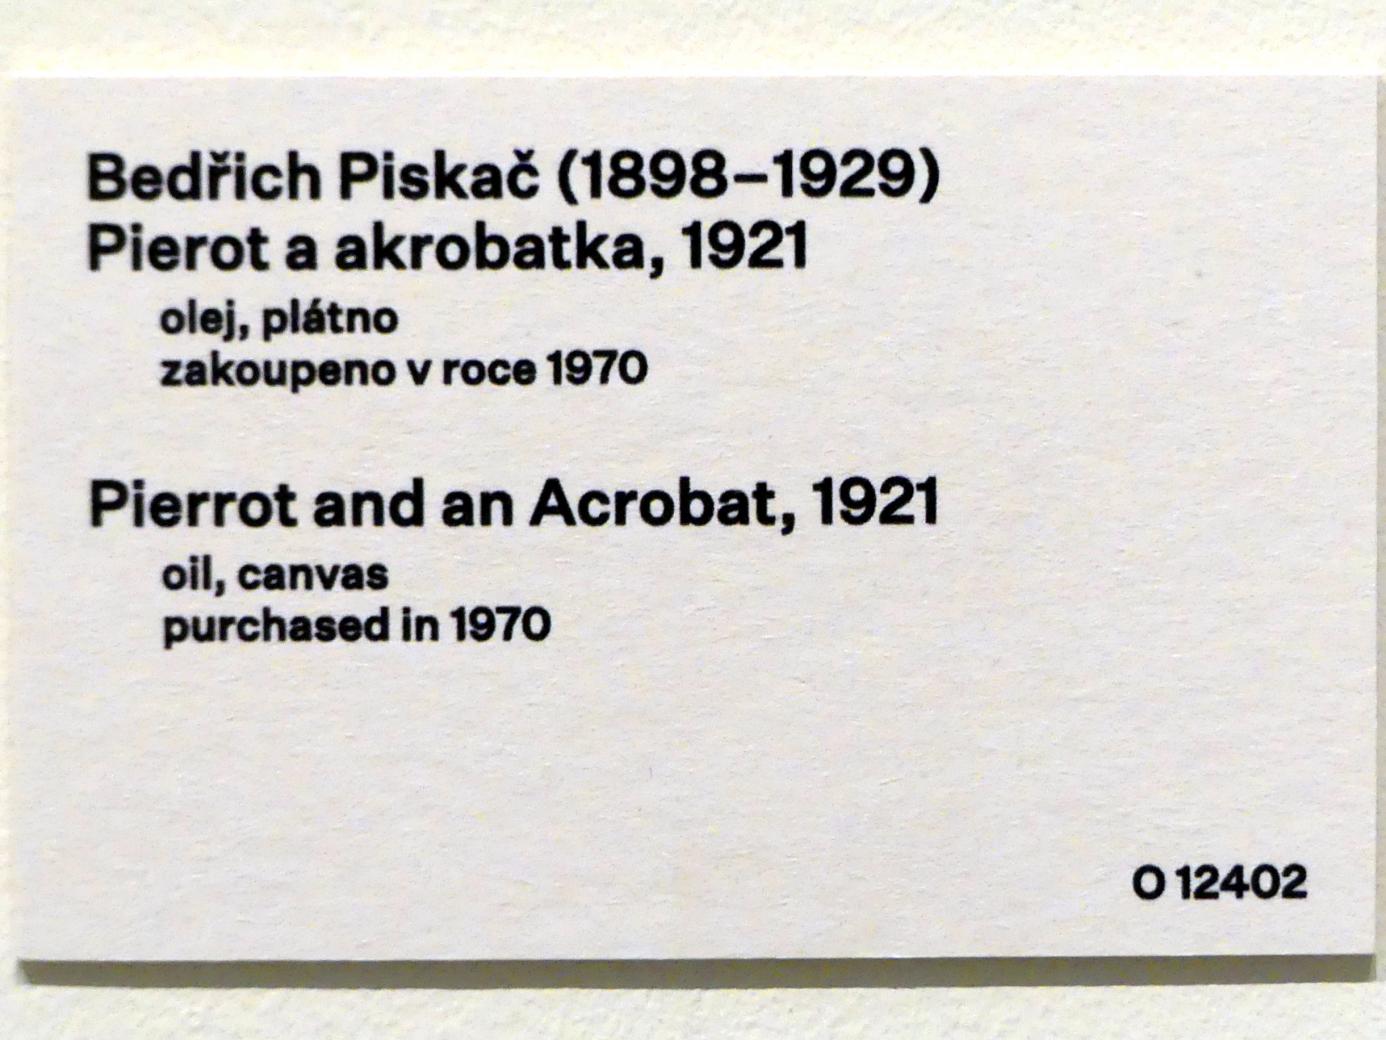 Bedřich Piskač (1898–1929)
Pierot a akrobatka, 1921
olej, plátno
zakoupeno v roce 1970
Pierrot and an Acrobat, 1921
oil, canvas
purchased in 1970
O 12402